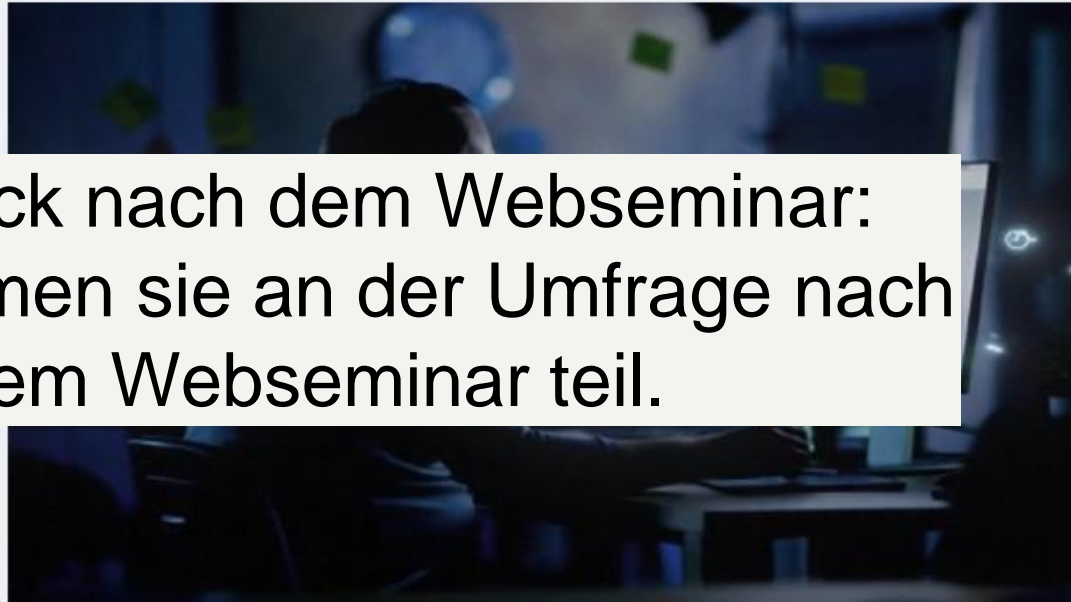 ck nach dem Webseminar:
men sie an der Umfrage nach
em Webseminar teil.